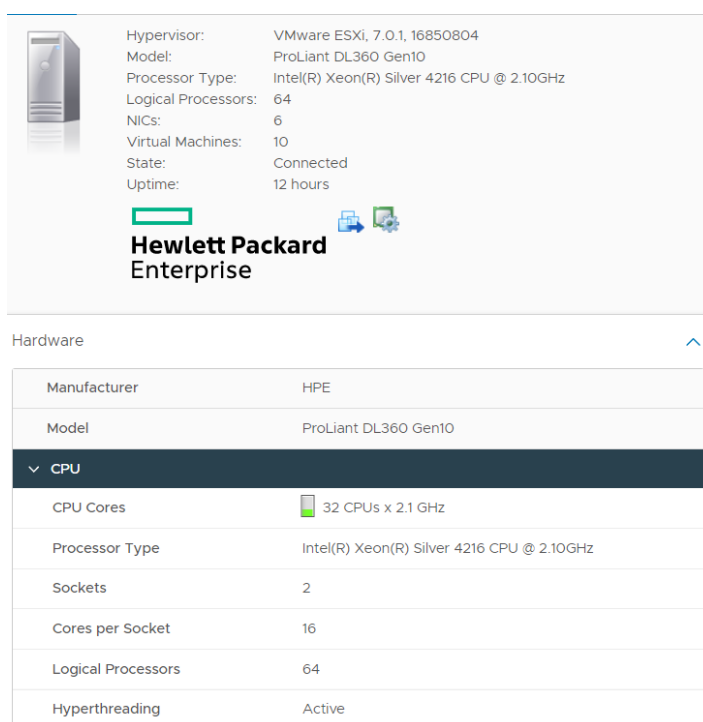 Hypervisor: VMware ESXi, 7.0.1, 16850804
Model: ProLiant DL360 Gen10
Processor Type: Intel(R) Xeon(R) Silver 4216 CPU @ 2.10GHz
Logical Processors: 64
NICs: 6
Virtual Machines: 10
State: Connected
Uptime: 12 hours
Hewlett Packard
Enterprise
Hardware
Manufacturer HPE
Model ProLiant DL360 Gen10
CPU
CPU Cores 32 CPUs x 2.1 GHz
Processor Type Intel(R) Xeon(R) Silver 4216 CPU @ 2.10GHz
Sockets 2
Cores per Socket 16
Logical Processors 64
Hyperthreading Active